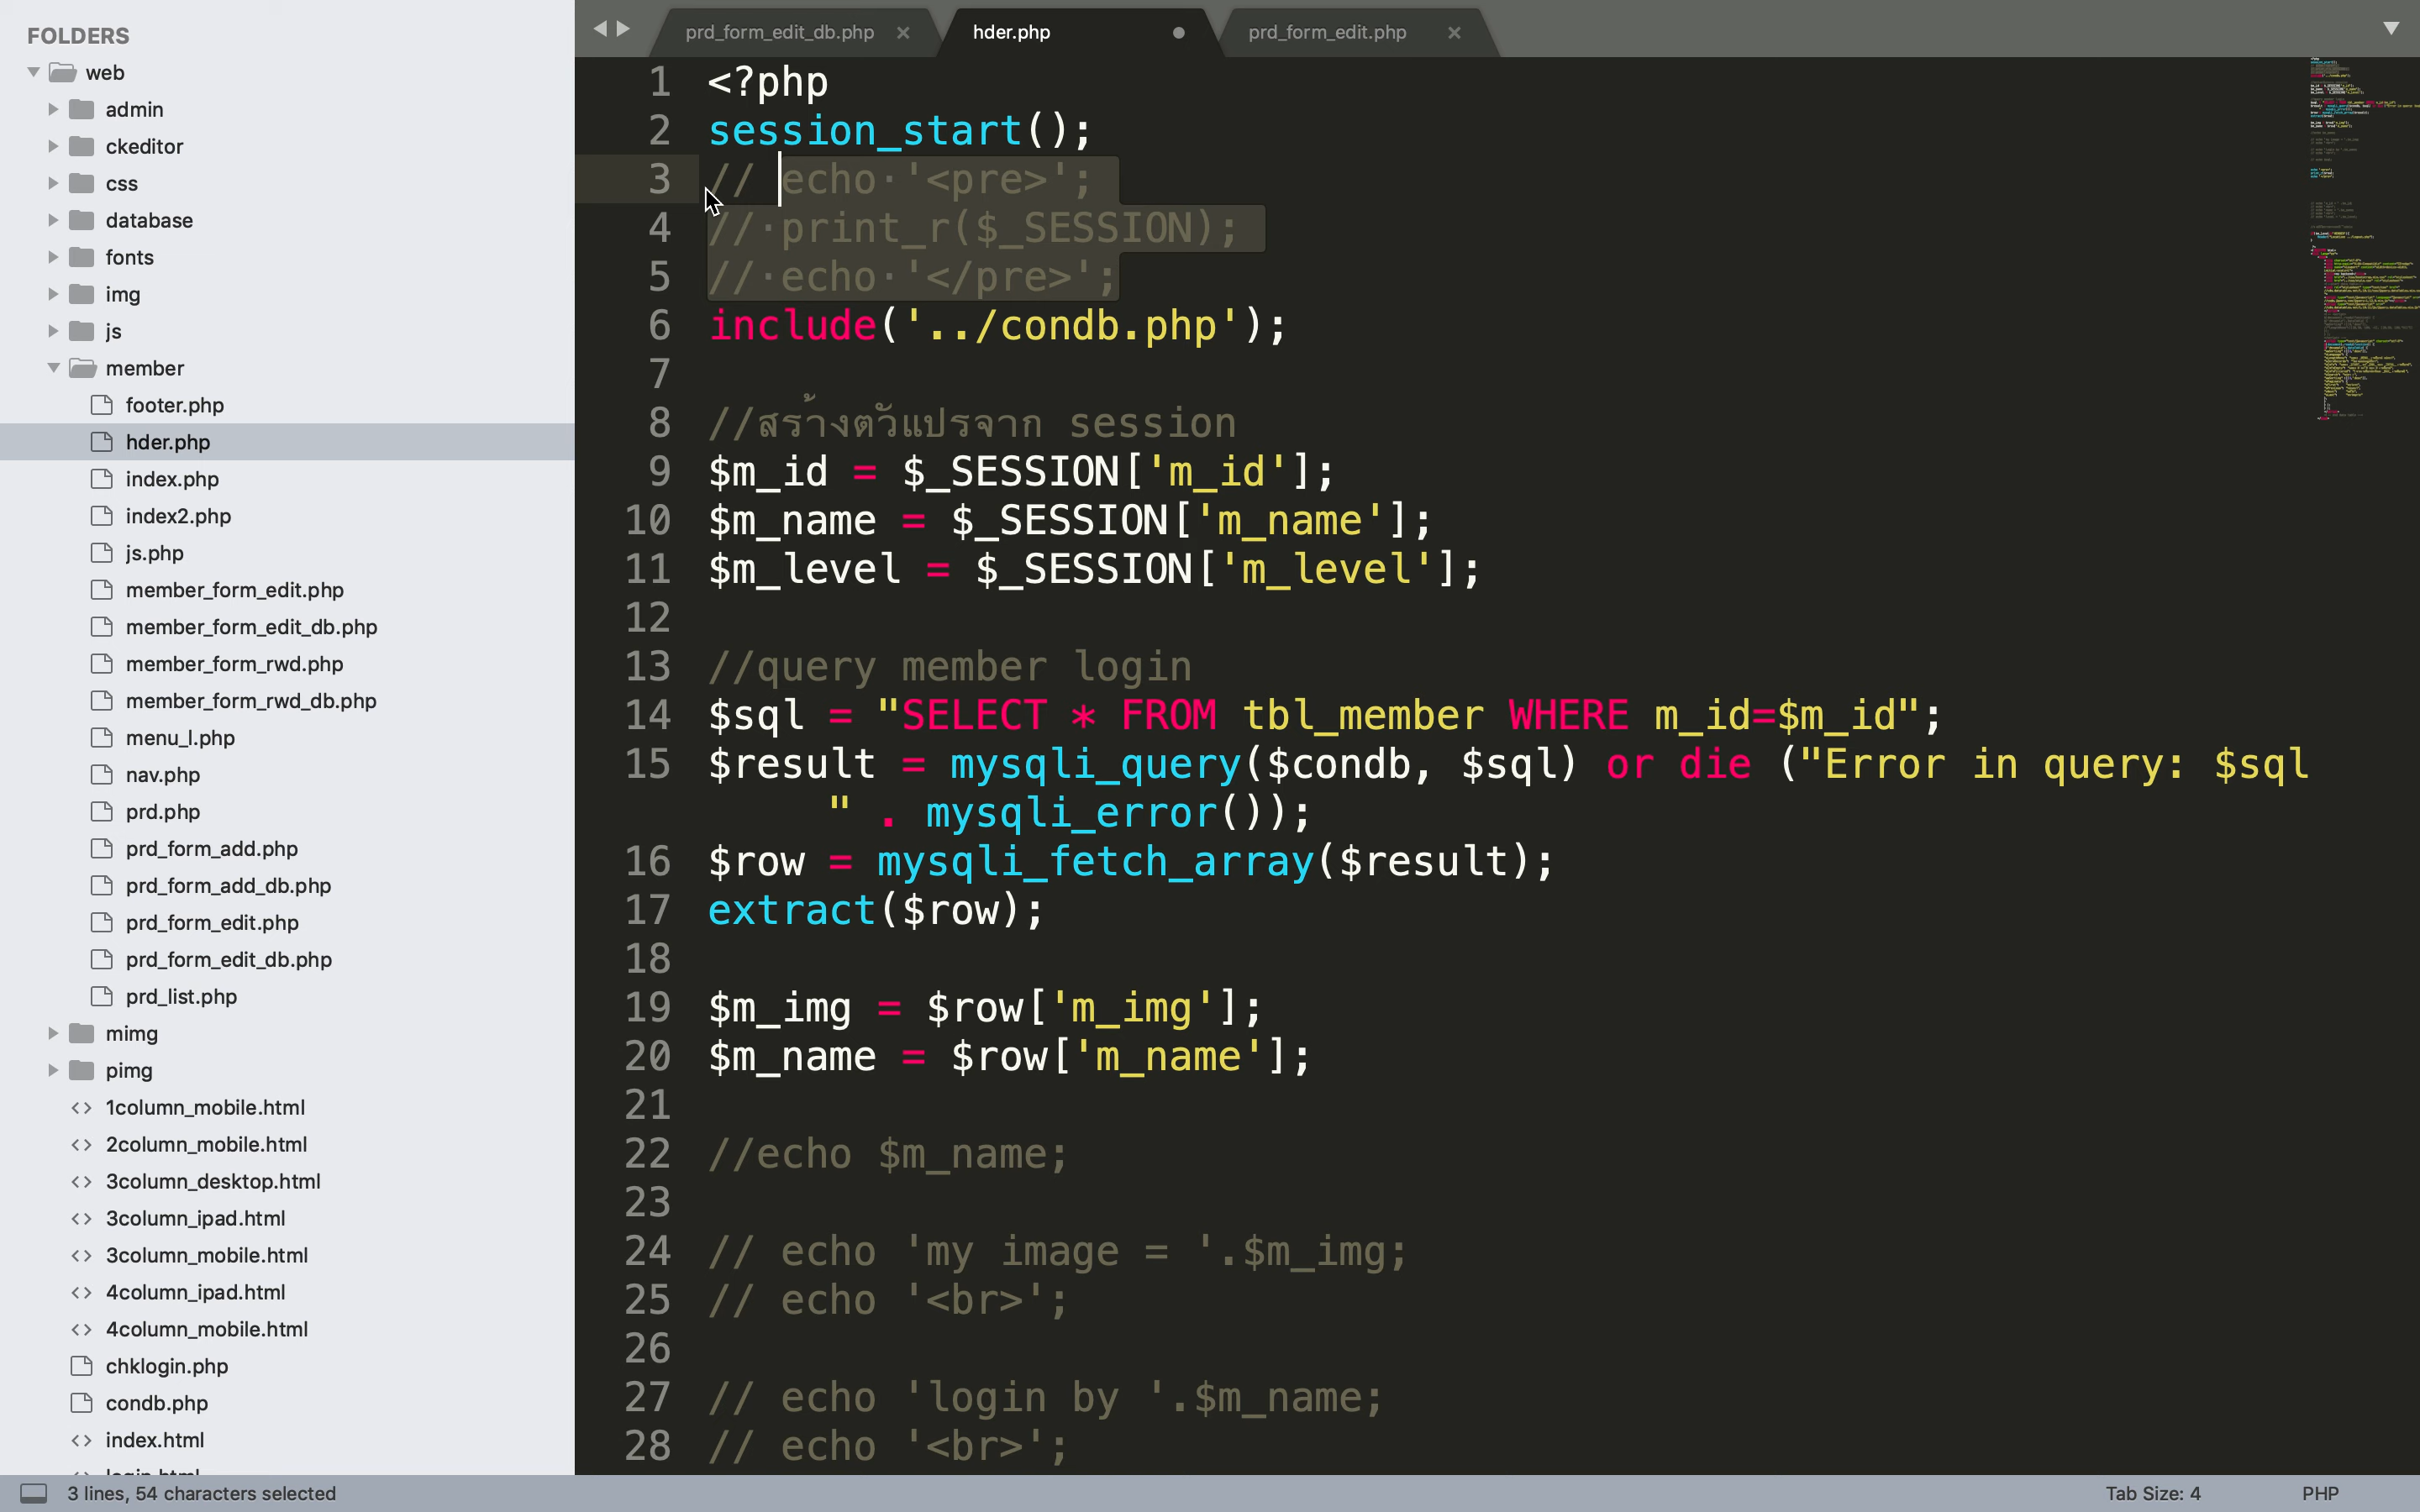 FOLDERS
web
admin
ckeditor
css
database
fonts
img
js
member
footer.php
hder.php
index.php
index2.php
js.php
member_form_edit.php
member_form_edit_db.php
member_form_rwd.php
member_form_rwd_db.php
menu_l.php
nav.php
prd.php
prd_form_add.php
prd_form_add_db.php
prd_form_edit.php
prd_form_edit_db.php
prd_list.php
mimg
pimg
1column_mobile.html
2column_mobile.html
3column_desktop.html
3column_ipad.html
3column_mobile.html
4column_ipad.html
4column_mobile.html
chklogin.php
condb.php
index.html
prd_form_edit_db.php
hder.php
prd_form_edit.php
1 <?php
2 session_start();
3 // echo '<pre>';
4 // print_r($_SESSION);
5 // echo '</pre>';
6 include('../condb.php');
7
8 //สร้างตัวแปรจาก session
9 $m_id = $_SESSION['m_id'];
10 $m_name = $_SESSION['m_name'];
11 $m_level = $_SESSION['m_level'];
12
13 //query member login
14 $sql = "SELECT * FROM tbl_member WHERE m_id=$m_id";
15 $result = mysqli_query($condb, $sql) or die ("Error in query: $sql
" . mysqli_error());
16 $row = mysqli_fetch_array($result);
17 extract($row);
18
19 $m_img = $row['m_img'];
20 $m_name = $row['m_name'];
21
22 //echo $m_name;
23
24 // echo 'my image = '.$m_img;
25 // echo '<br>';
26
27 // echo 'login by '.$m_name;
28 // echo '<br>';
3 lines, 54 characters selected
Tab Size: 4
PHP